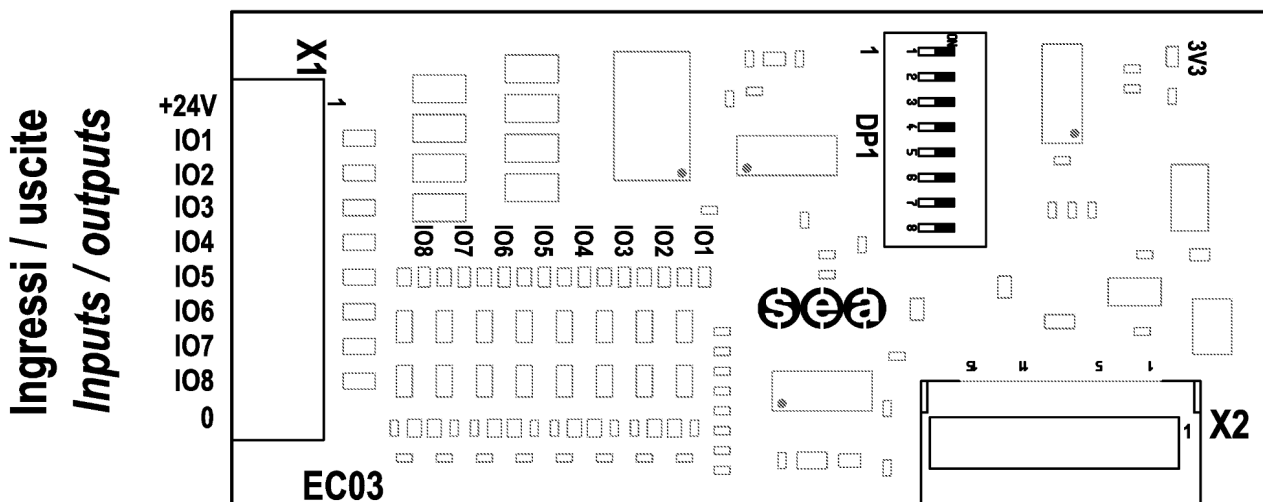 Ingressi / uscite
Inputs / outputs
X1
1
+24V
IO1
IO2
IO3
IO4
IO5
IO6
IO7
IO8
0
EC03
IO8 IO7 IO6 IO5 IO4 IO3 IO2 IO1
1
DP1
ON
1
2
3
4
5
6
7
8
3V3
sea
15 11 5 1
1
X2